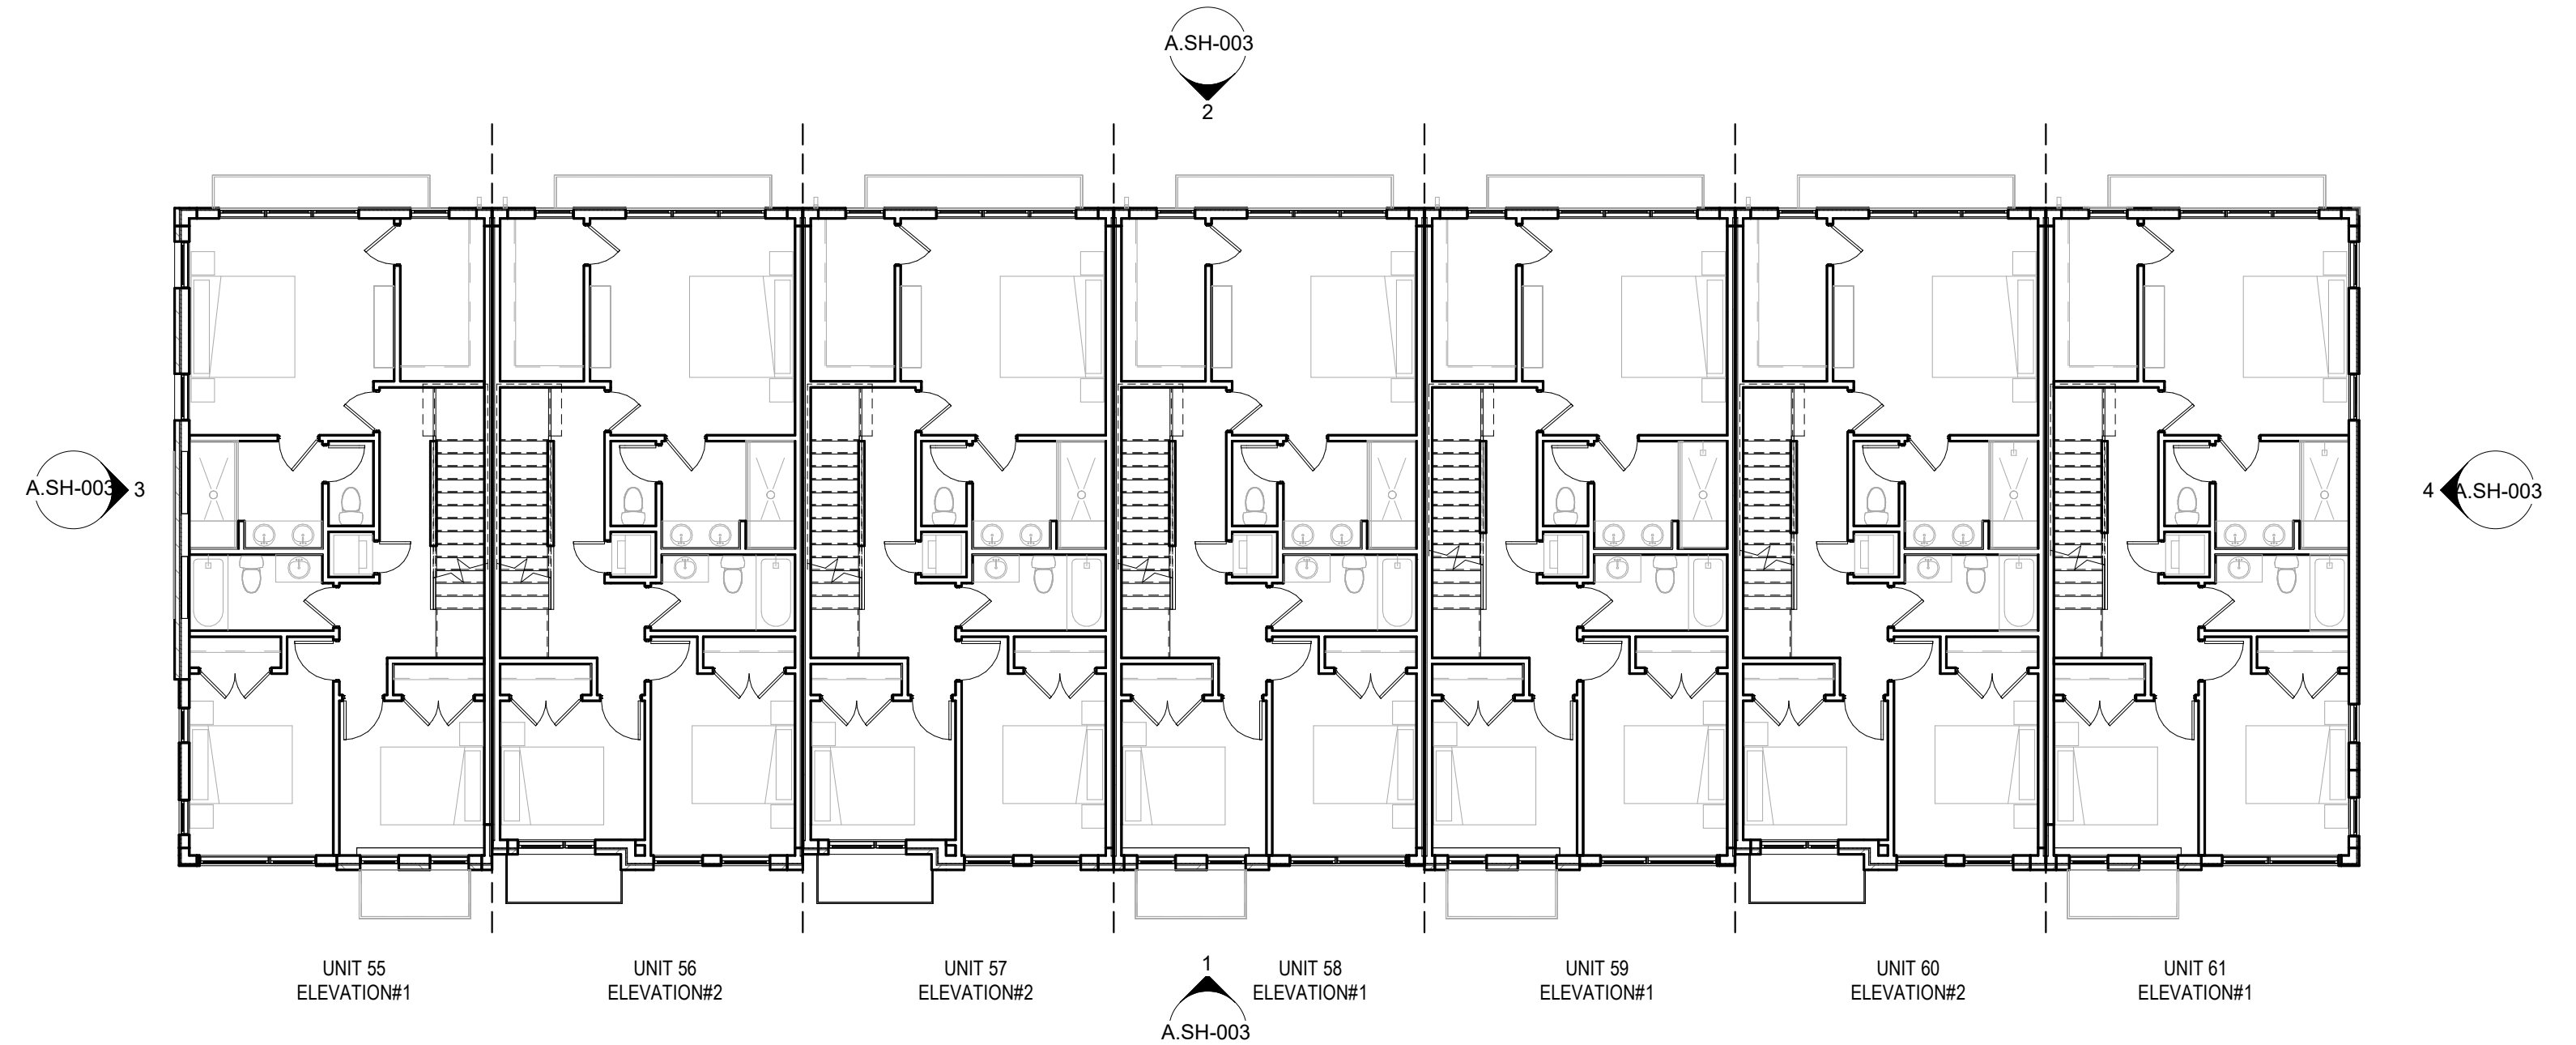 A.SH-003
2
A.SH-003 3
4 A.SH-003
UNIT 55
ELEVATION#1
UNIT 56
ELEVATION#2
UNIT 57
ELEVATION#2
1
A.SH-003
UNIT 58
ELEVATION#1
UNIT 59
ELEVATION#1
UNIT 60
ELEVATION#2
UNIT 61
ELEVATION#1